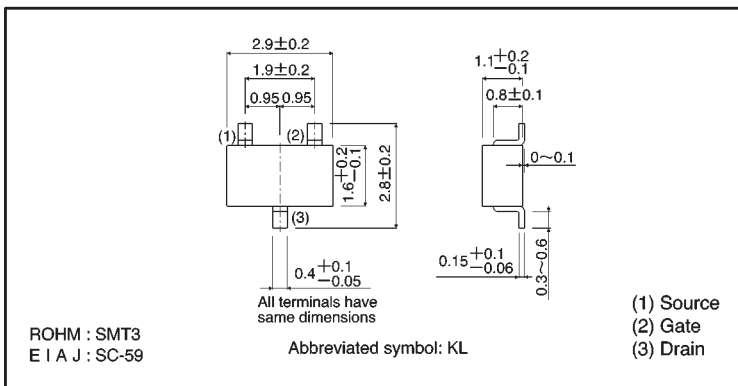 2.9±0.2
1.9±0.2
0.95 0.95
(1) (2)
(3)
1.6 +0.2 −0.1
2.8±0.2
0.4 +0.1 −0.05
All terminals have
same dimensions
1.1 +0.2 −0.1
0.8±0.1
0~0.1
0.15 +0.1 −0.06
0.3~0.6
ROHM : SMT3
E I A J : SC-59
Abbreviated symbol: KL
(1) Source
(2) Gate
(3) Drain